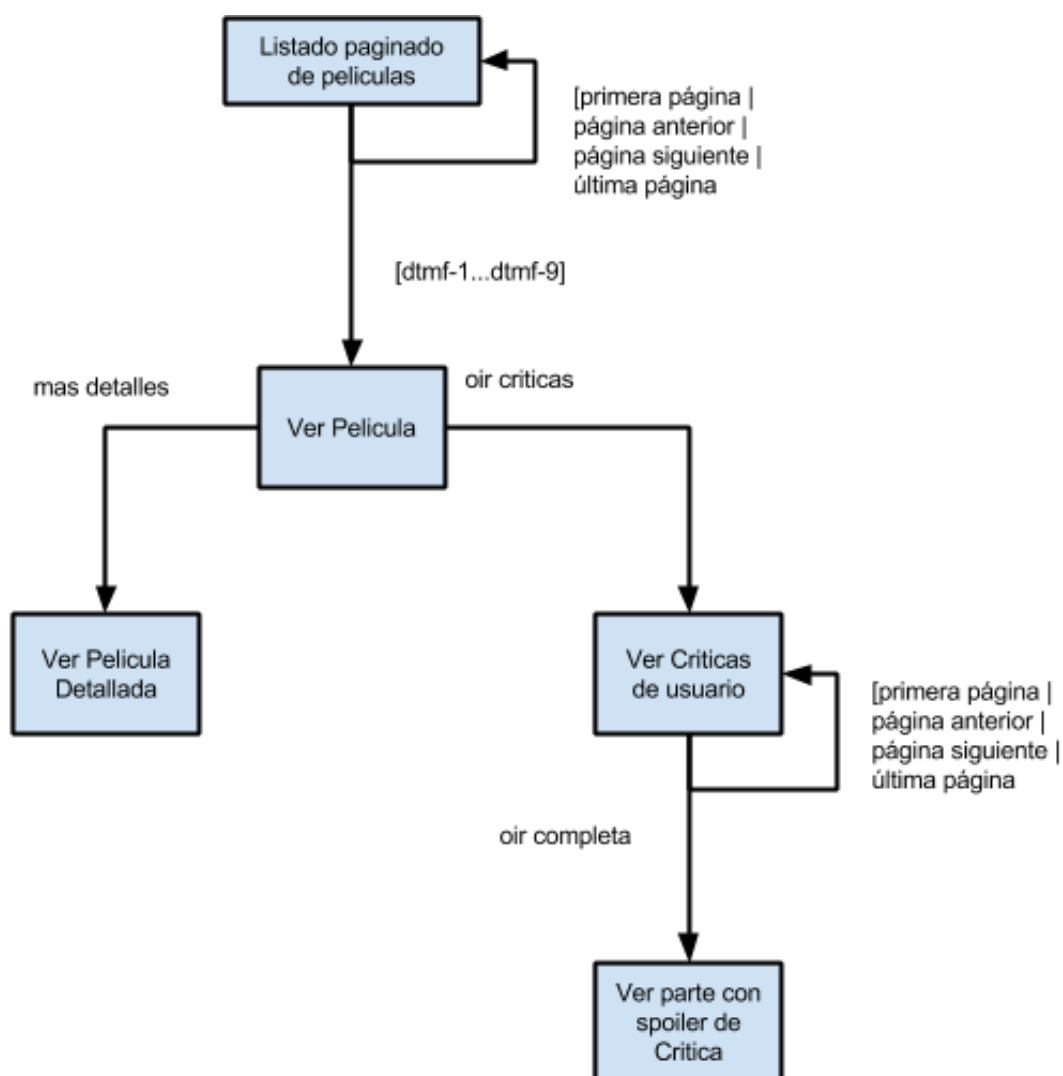 Listado paginado
de peliculas
[primera página |
página anterior |
página siguiente |
última página
[dtmf-1...dtmf-9]
mas detalles
oir criticas
Ver Pelicula
Ver Pelicula
Detallada
Ver Criticas
de usuario
[primera página |
página anterior |
página siguiente |
última página
oir completa
Ver parte con
spoiler de
Critica